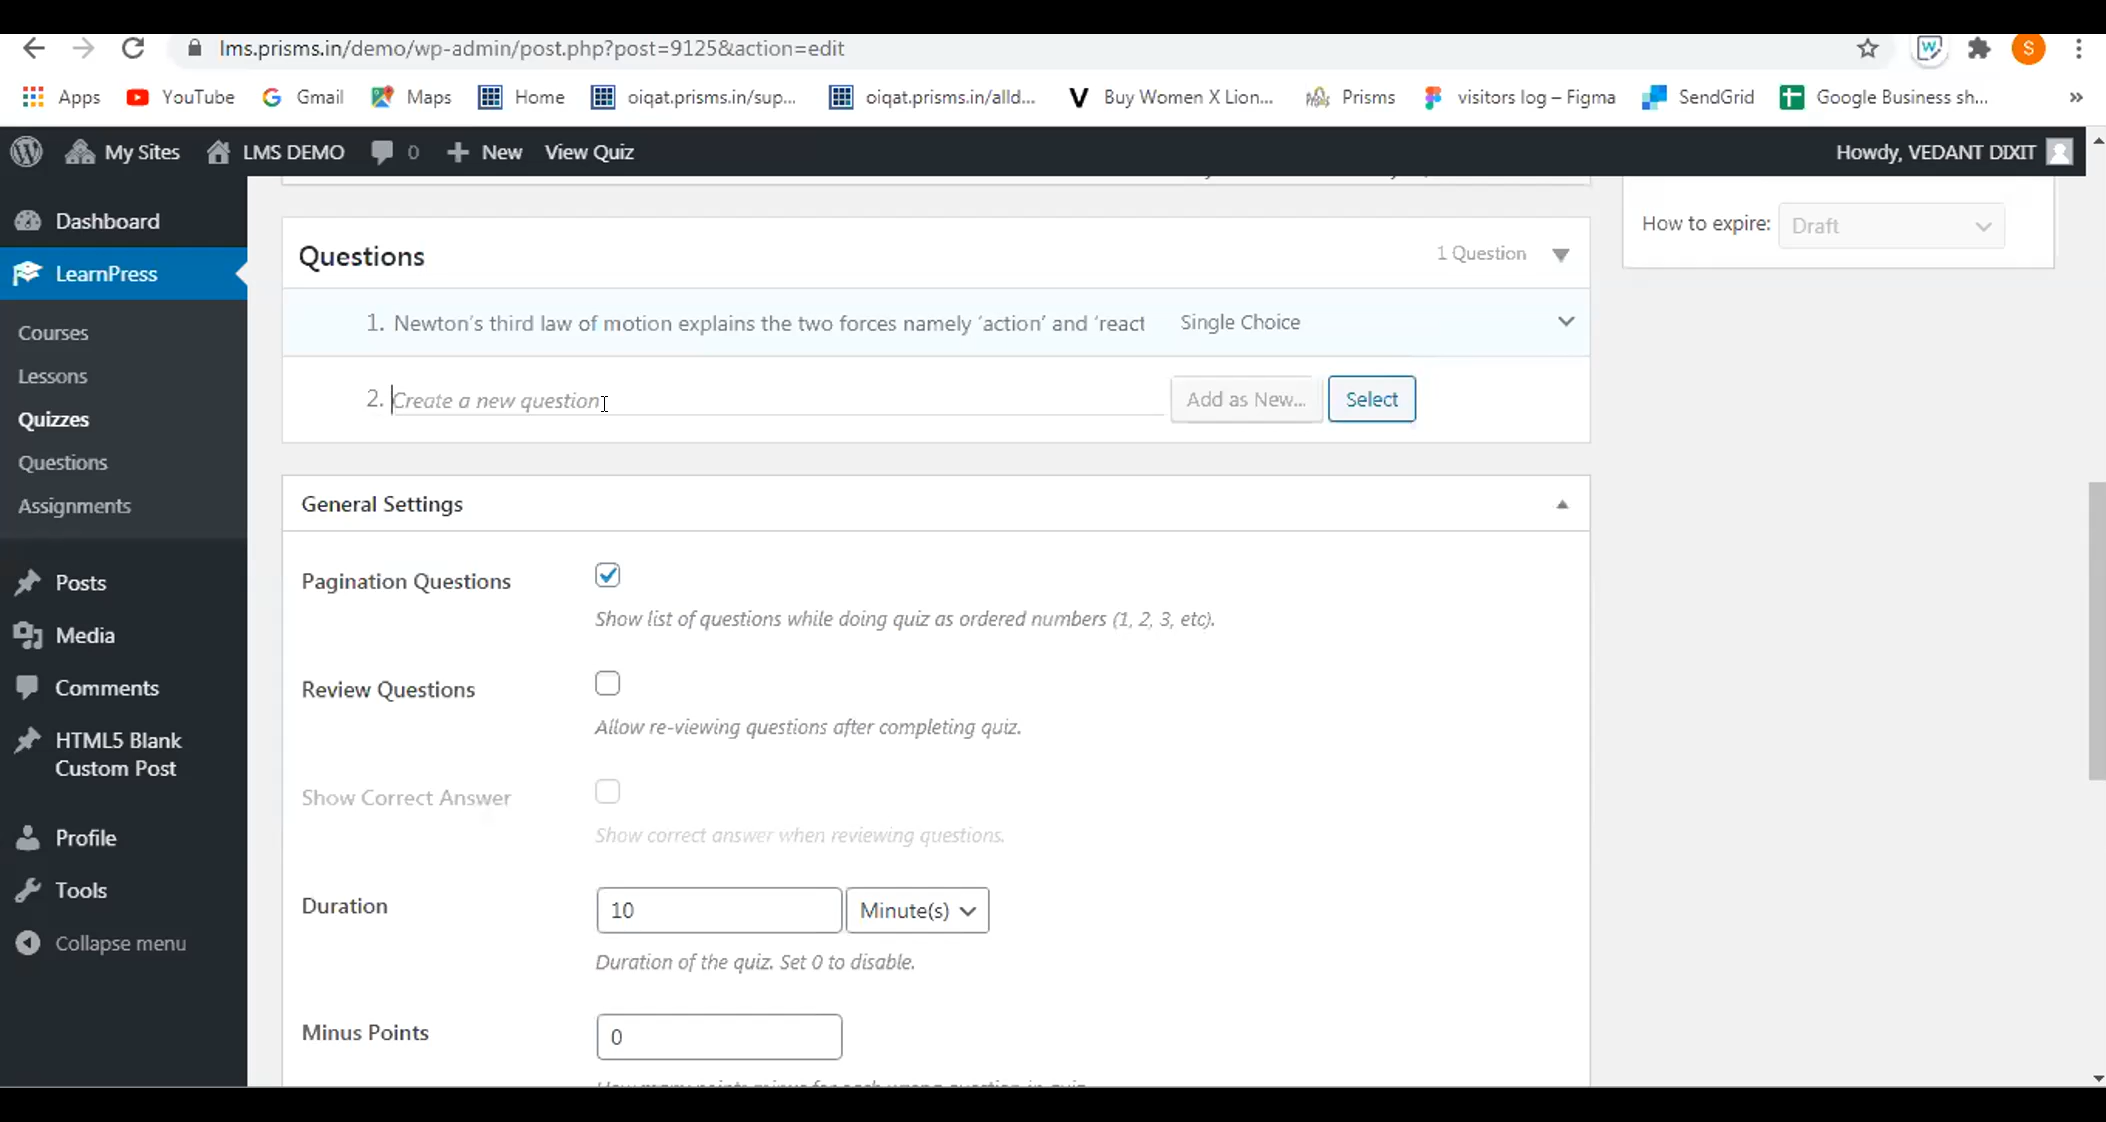 lms.prisms.in/demo/wp-admin/post.php?post=9125&action=edit
S
Apps YouTube Gmail Maps Home oiqat.prisms.in/sup... oiqat.prisms.in/alld... Buy Women X Lion... Prisms visitors log – Figma SendGrid Google Business sh... »
My Sites LMS DEMO 0 + New View Quiz Howdy, VEDANT DIXIT
Dashboard
LearnPress
Courses
Lessons
Quizzes
Questions
Assignments
Posts
Media
Comments
HTML5 Blank
Custom Post
Profile
Tools
Collapse menu
Questions 1 Question
1. Newton's third law of motion explains the two forces namely ‘action’ and ‘react Single Choice
2. Create a new question Add as New... Select
General Settings
Pagination Questions
Show list of questions while doing quiz as ordered numbers (1, 2, 3, etc).
Review Questions
Allow re-viewing questions after completing quiz.
Show Correct Answer
Show correct answer when reviewing questions.
Duration 10 Minute(s)
Duration of the quiz. Set 0 to disable.
Minus Points 0
How to expire: Draft